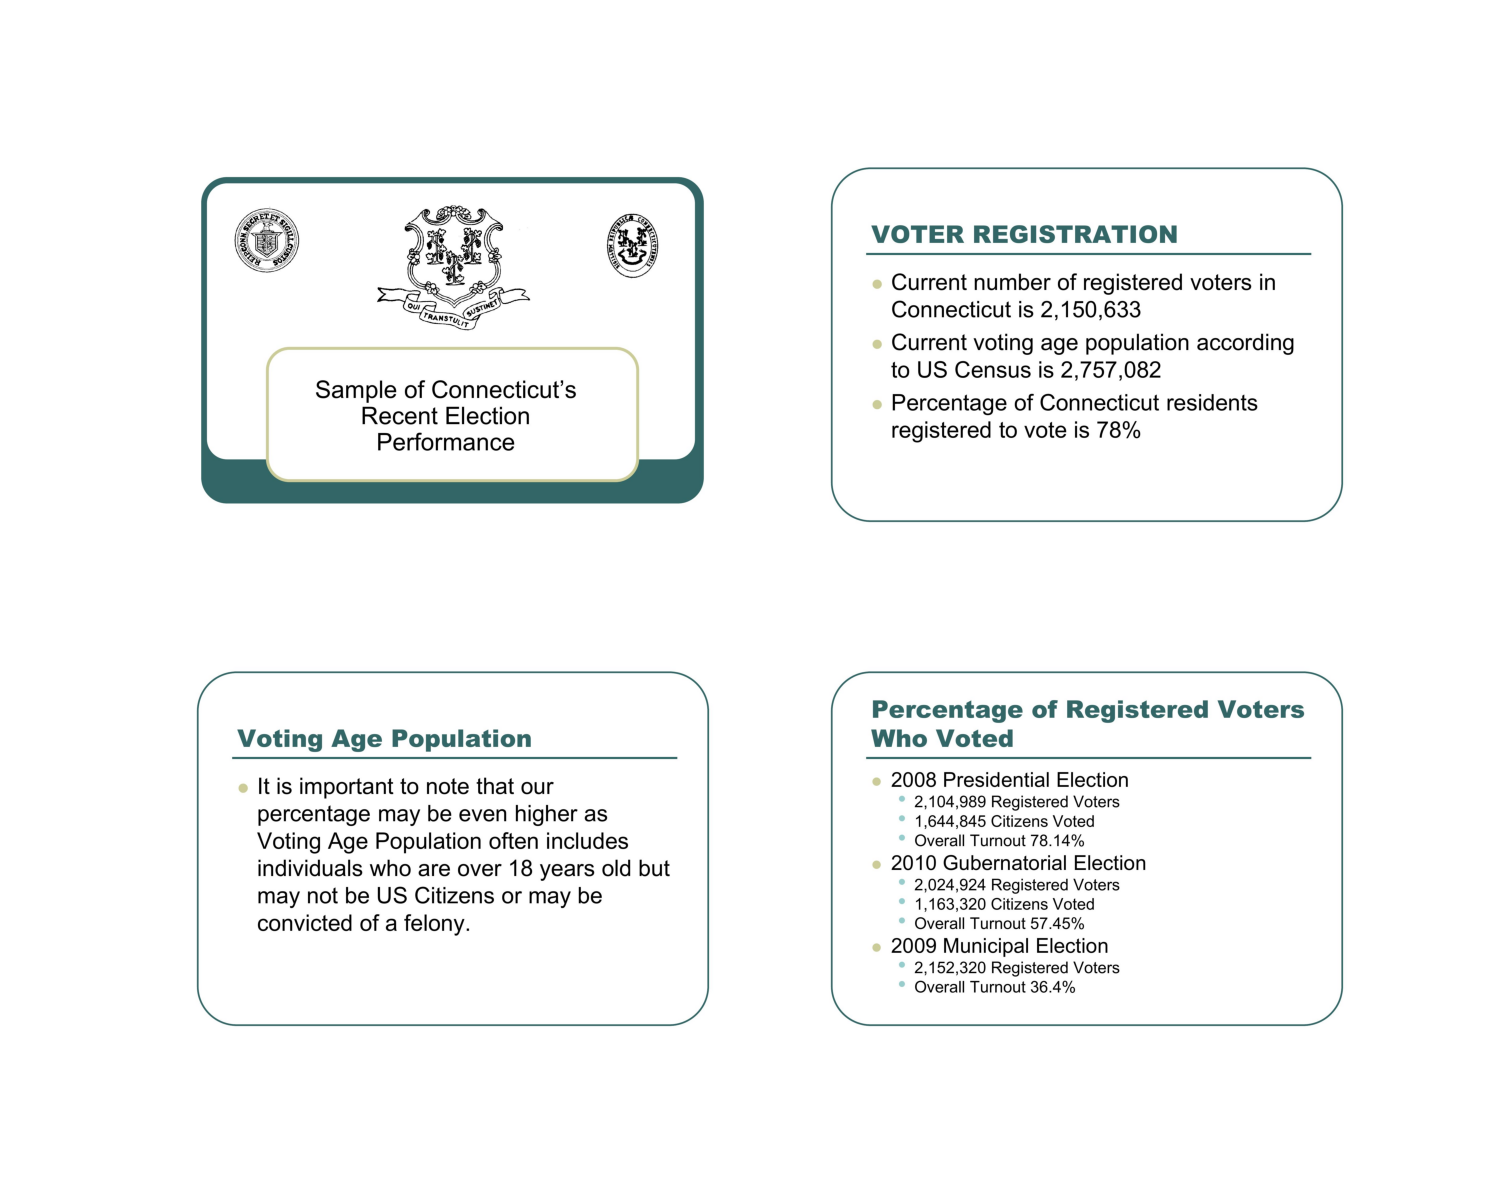 QUI TRANSTULIT SUSTINET
Sample of Connecticut’s
Recent Election
Performance
VOTER REGISTRATION
Current number of registered voters in
Connecticut is 2,150,633
Current voting age population according
to US Census is 2,757,082
Percentage of Connecticut residents
registered to vote is 78%
Voting Age Population
It is important to note that our
percentage may be even higher as
Voting Age Population often includes
individuals who are over 18 years old but
may not be US Citizens or may be
convicted of a felony.
Percentage of Registered Voters
Who Voted
2008 Presidential Election
2,104,989 Registered Voters
1,644,845 Citizens Voted
Overall Turnout 78.14%
2010 Gubernatorial Election
2,024,924 Registered Voters
1,163,320 Citizens Voted
Overall Turnout 57.45%
2009 Municipal Election
2,152,320 Registered Voters
Overall Turnout 36.4%